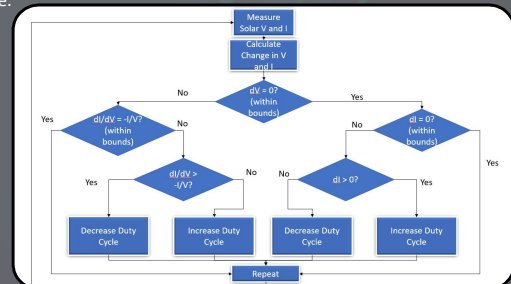 e.
Measure
Solar V and I
Calculate
Change in V
and I
dV = 0?
(within
bounds)
No
Yes
dI/dV = -I/V?
(within
bounds)
dI = 0?
(within
bounds)
Yes
No
No
Yes
dI/dV >
-I/V?
dI > 0?
Yes
No
No
Yes
Decrease Duty
Cycle
Increase Duty
Cycle
Decrease Duty
Cycle
Increase Duty
Cycle
Repeat